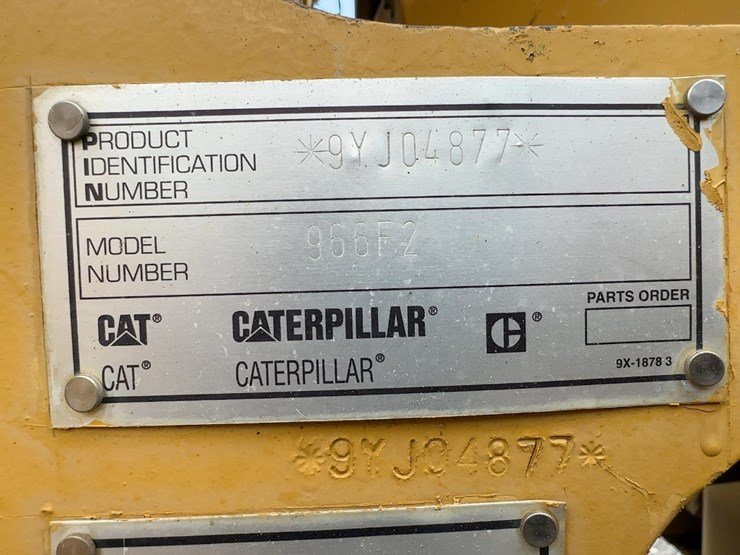 PRODUCT
IDENTIFICATION
NUMBER
*9YJ04877*
MODEL
NUMBER
966F2
CAT® CATERPILLAR® C®
CAT® CATERPILLAR®
PARTS ORDER
9X-1878 3
*9YJ04877*